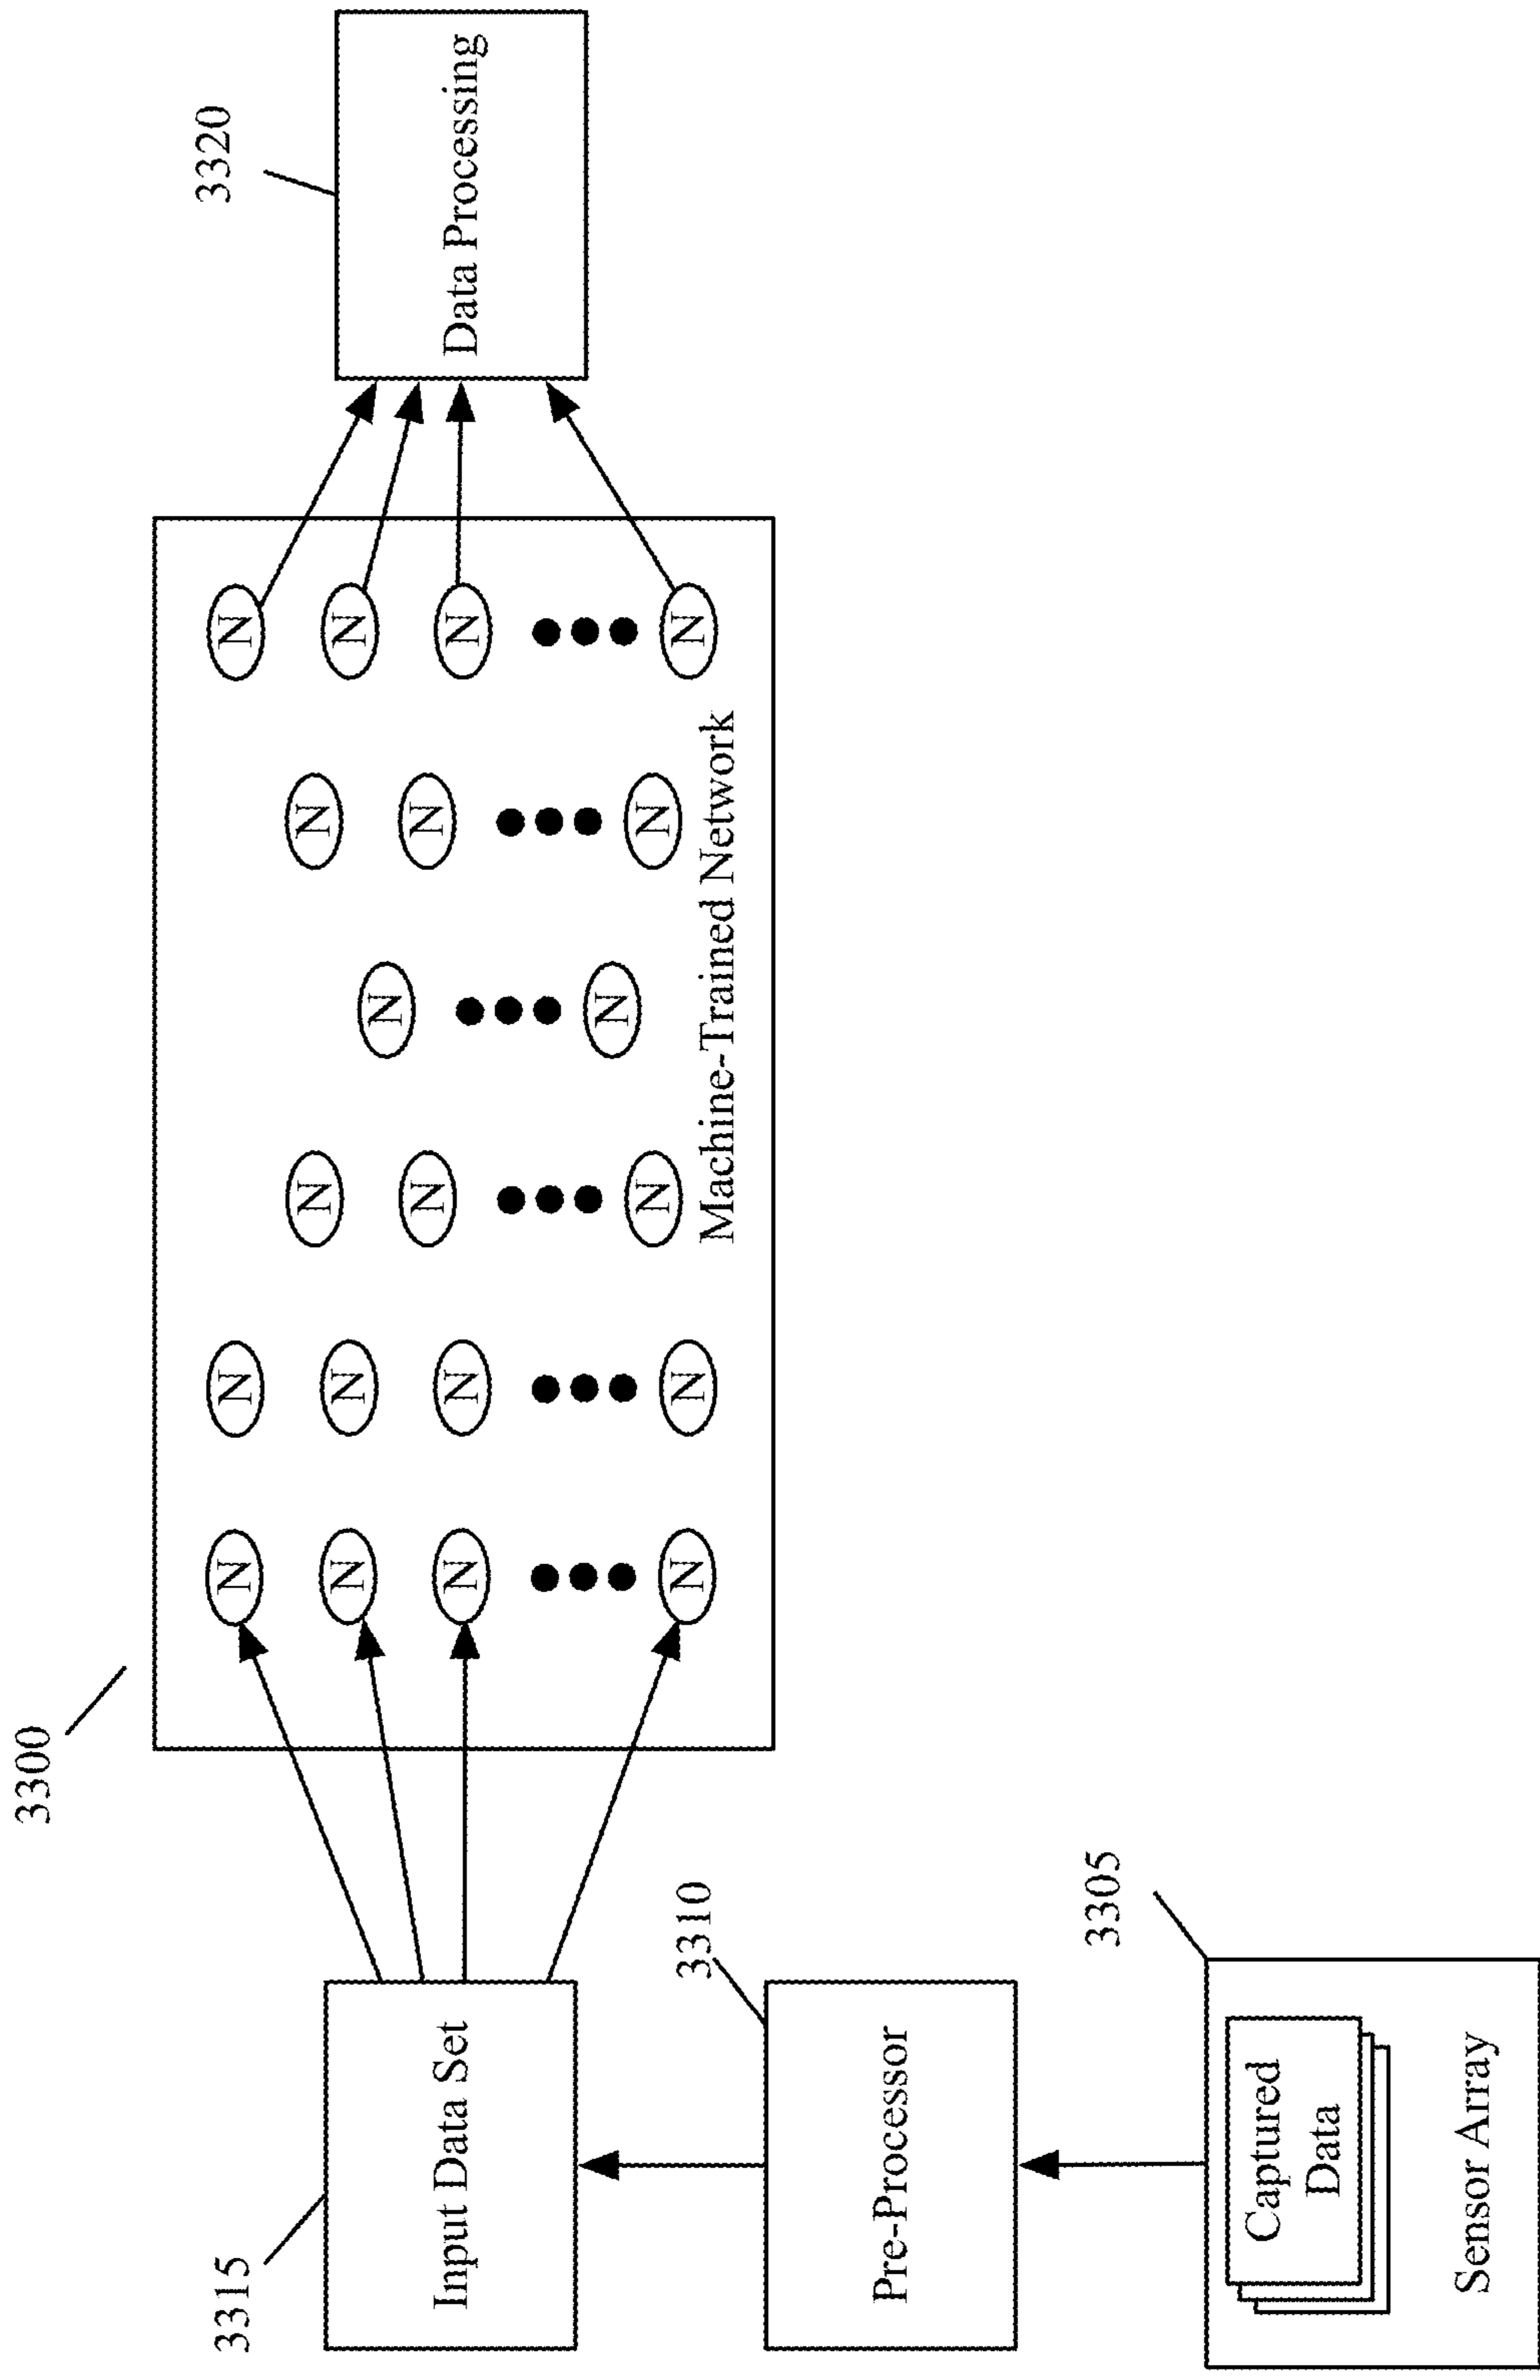 3300
3320
3315
N N N
N N
N N N
N
N N
Input Data Set
N N N
Data Processing
N
N N
N N N
Machine-Trained Network
3310
Pre-Processor
3305
Captured
Data
Sensor Array